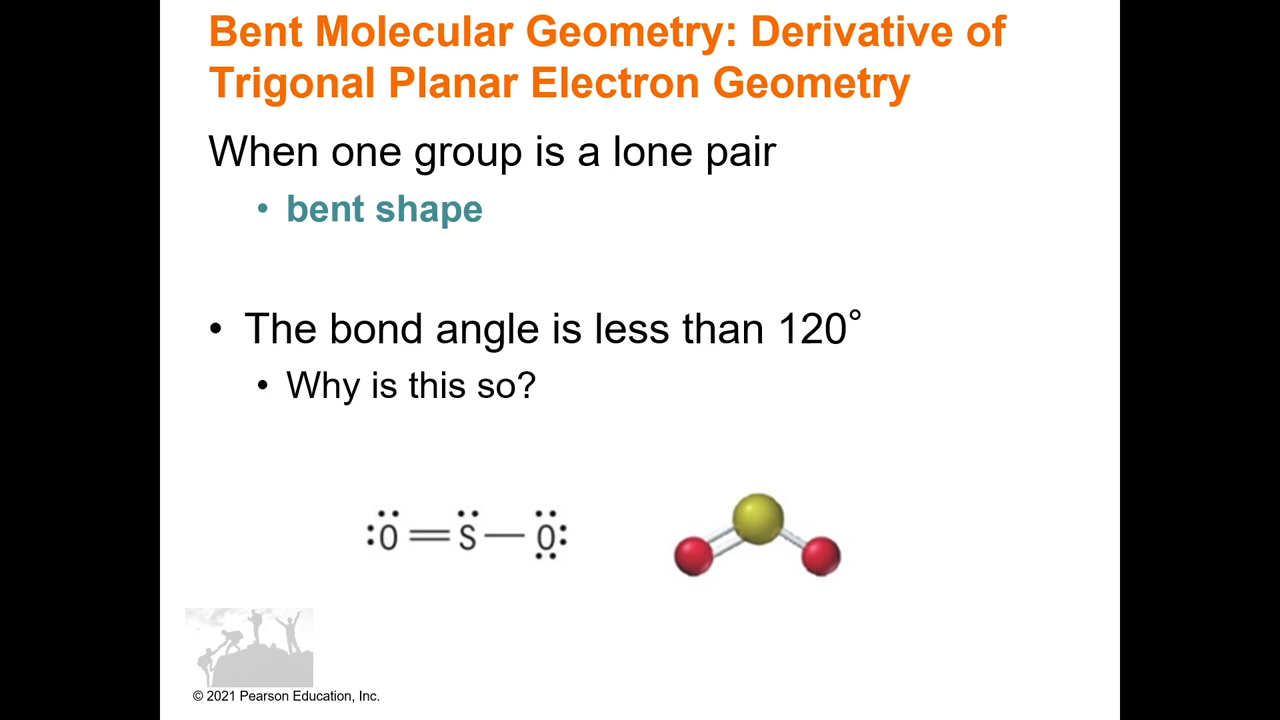 Bent Molecular Geometry: Derivative of
Trigonal Planar Electron Geometry
When one group is a lone pair
• bent shape
• The bond angle is less than 120°
• Why is this so?
:Ö=S̈—Ö̤:
© 2021 Pearson Education, Inc.